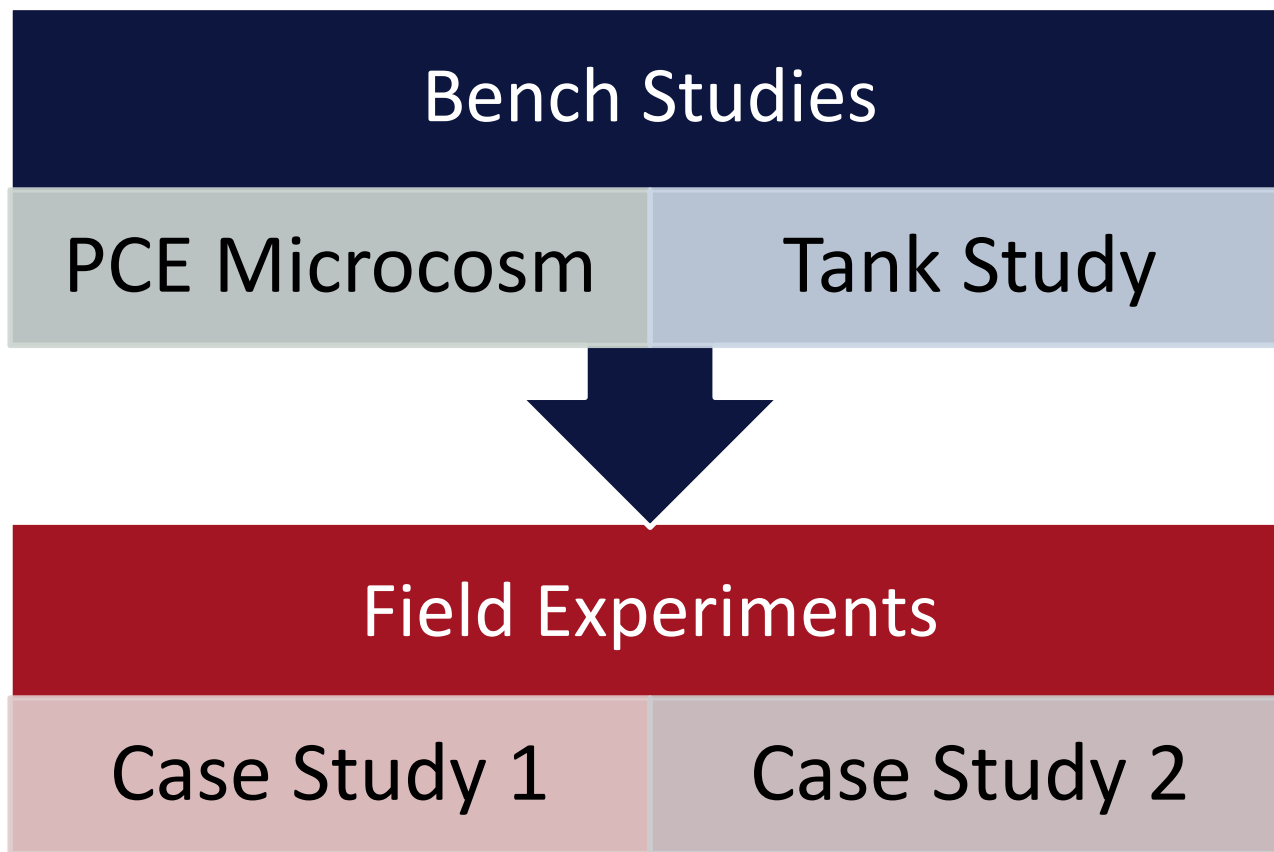 Bench Studies
PCE Microcosm
Tank Study
Field Experiments
Case Study 1
Case Study 2